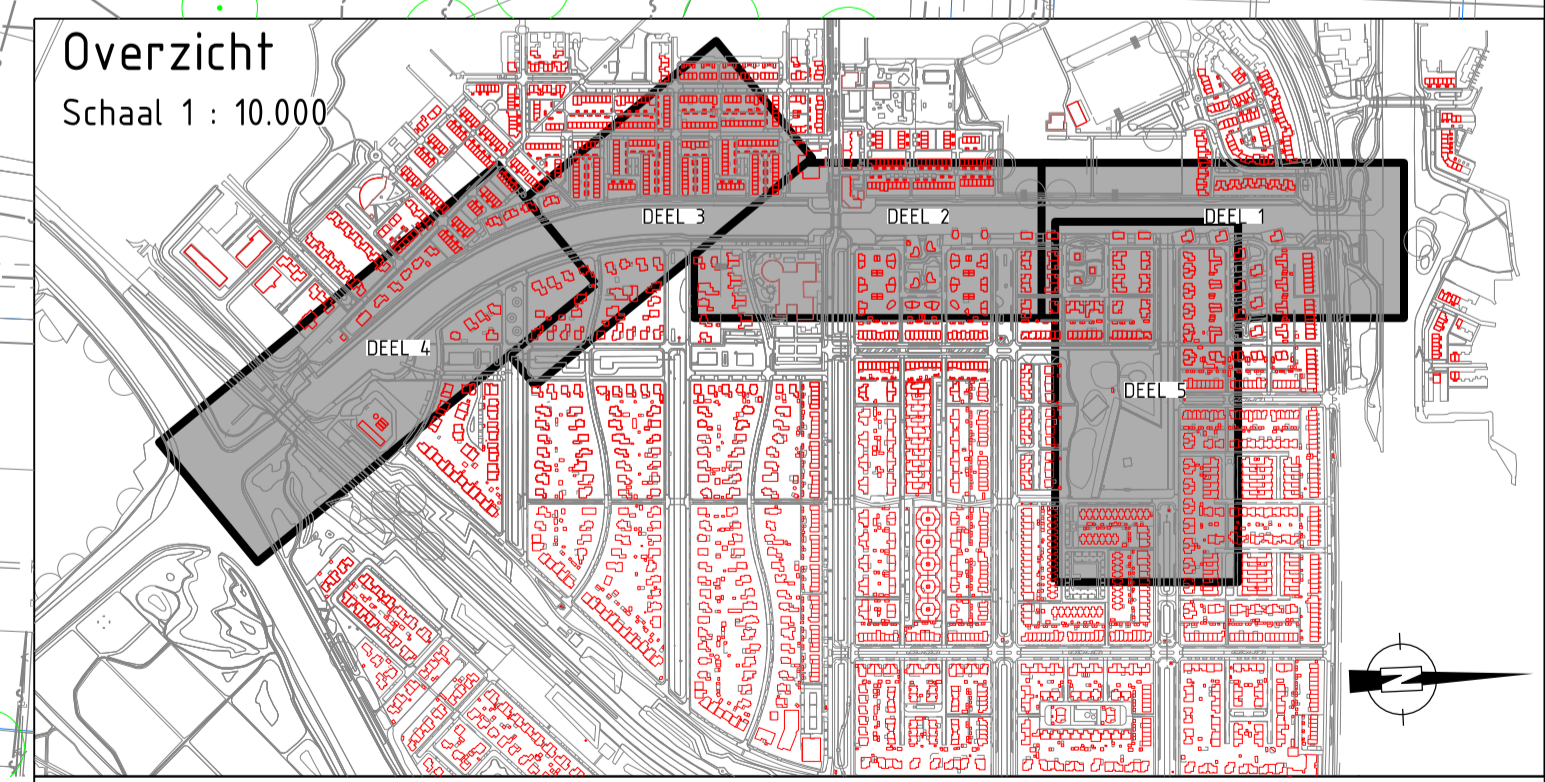 Overzicht
Schaal 1 : 10.000
DEEL 3
DEEL 2
DEEL 1
DEEL 4
DEEL 5
N